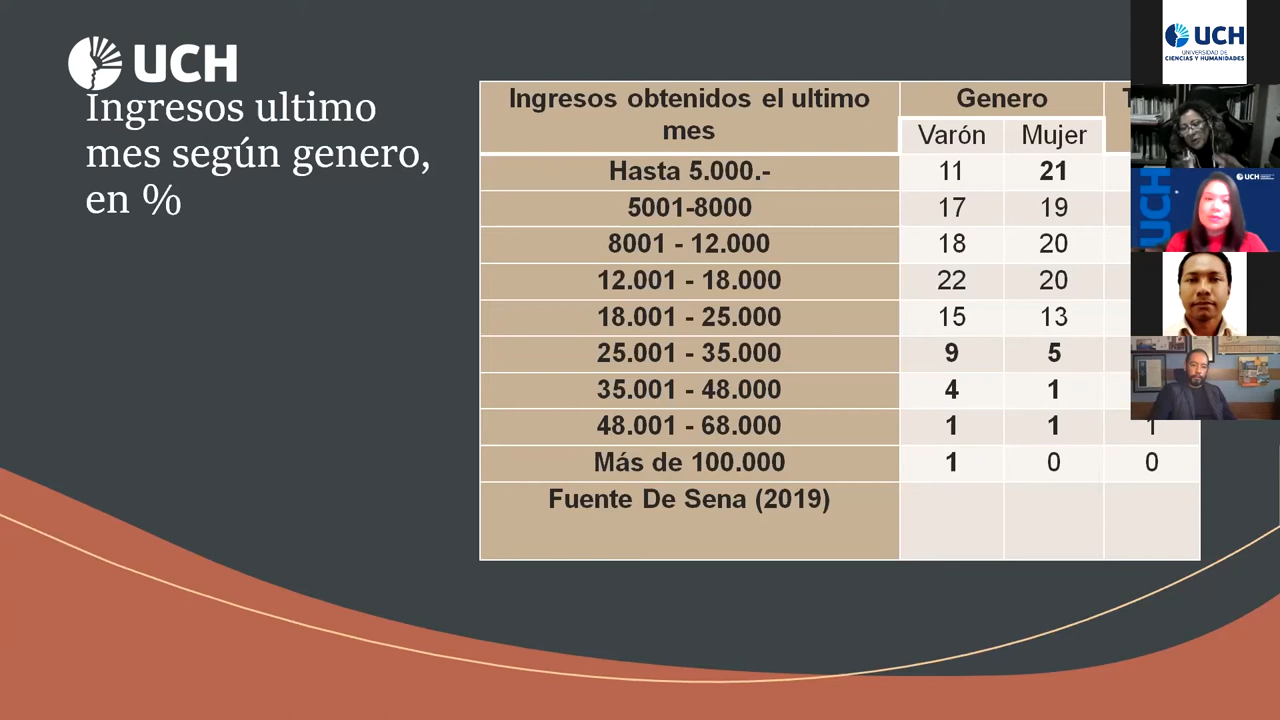 UCH
Ingresos ultimo
mes según genero,
en %
Ingresos obtenidos el ultimo
mes
Genero
Varón Mujer
Hasta 5.000.- 11 21
5001-8000 17 19
8001 - 12.000 18 20
12.001 - 18.000 22 20
18.001 - 25.000 15 13
25.001 - 35.000 9 5
35.001 - 48.000 4 1
48.001 - 68.000 1 1 1
Más de 100.000 1 0 0
Fuente De Sena (2019)
UCH
UNIVERSIDAD DE
CIENCIAS Y HUMANIDADES
UCH
UCH